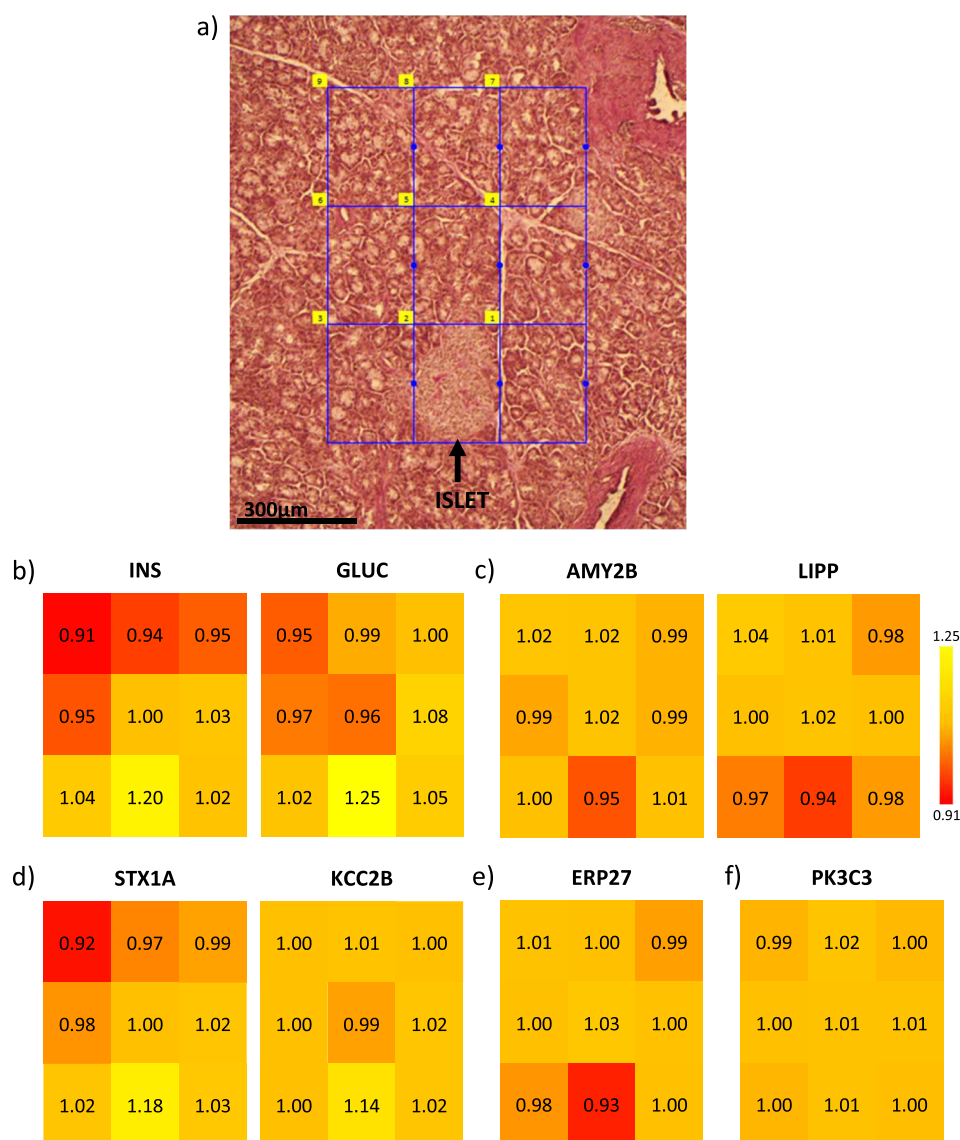 a)
9 8 7
6 5 4
3 2 1
ISLET
300µm
b) INS GLUC c) AMY2B LIPP
0.91 0.94 0.95 0.95 0.99 1.00 1.02 1.02 0.99 1.04 1.01 0.98
1.25
0.95 1.00 1.03 0.97 0.96 1.08 0.99 1.02 0.99 1.00 1.02 1.00
1.04 1.20 1.02 1.02 1.25 1.05 1.00 0.95 1.01 0.97 0.94 0.98
0.91
d) STX1A KCC2B e) ERP27 f) PK3C3
0.92 0.97 0.99 1.00 1.01 1.00 1.01 1.00 0.99 0.99 1.02 1.00
0.98 1.00 1.02 1.00 0.99 1.02 1.00 1.03 1.00 1.00 1.01 1.01
1.02 1.18 1.03 1.00 1.14 1.02 0.98 0.93 1.00 1.00 1.01 1.00